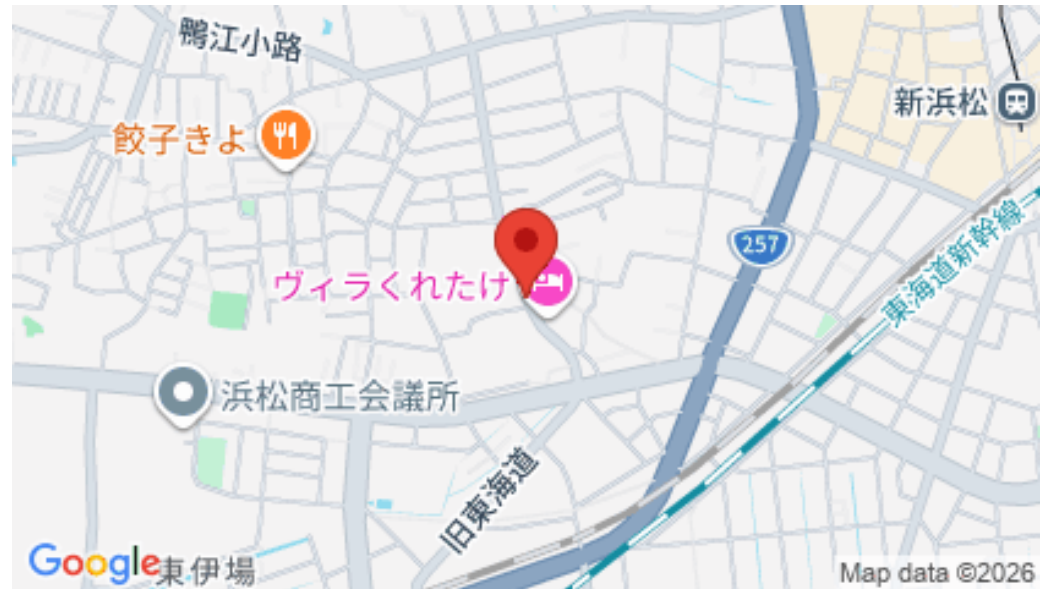 鴨江小路
新浜松
餃子きよ
257
東海道新幹線
ヴィラくれたけ
浜松商工会議所
旧東海道
Google
東伊場
Map data ©2026